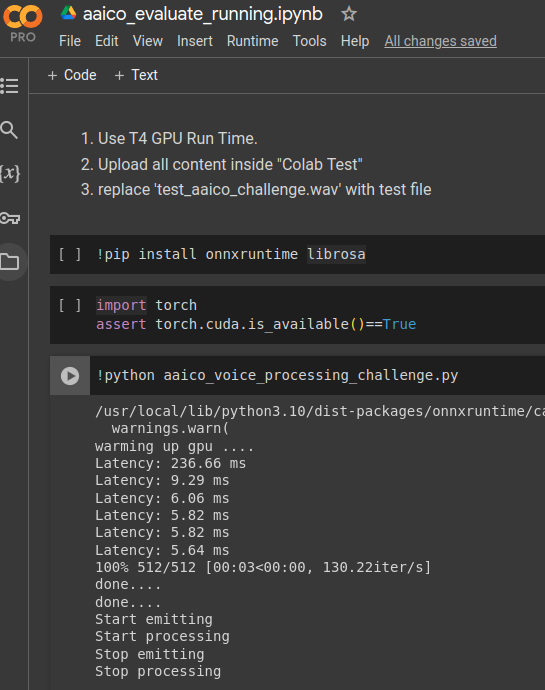 aaico_evaluate_running.ipynb
PRO
File Edit View Insert Runtime Tools Help All changes saved
+ Code + Text
1. Use T4 GPU Run Time.
2. Upload all content inside "Colab Test"
3. replace 'test_aaico_challenge.wav' with test file
[ ] !pip install onnxruntime librosa
{x}
[ ] import torch
assert torch.cuda.is_available()==True
!python aaico_voice_processing_challenge.py
/usr/local/lib/python3.10/dist-packages/onnxruntime/ca
warnings.warn(
warming up gpu ....
Latency: 236.66 ms
Latency: 9.29 ms
Latency: 6.06 ms
Latency: 5.82 ms
Latency: 5.82 ms
Latency: 5.64 ms
100% 512/512 [00:03<00:00, 130.22iter/s]
done....
done....
Start emitting
Start processing
Stop emitting
Stop processing